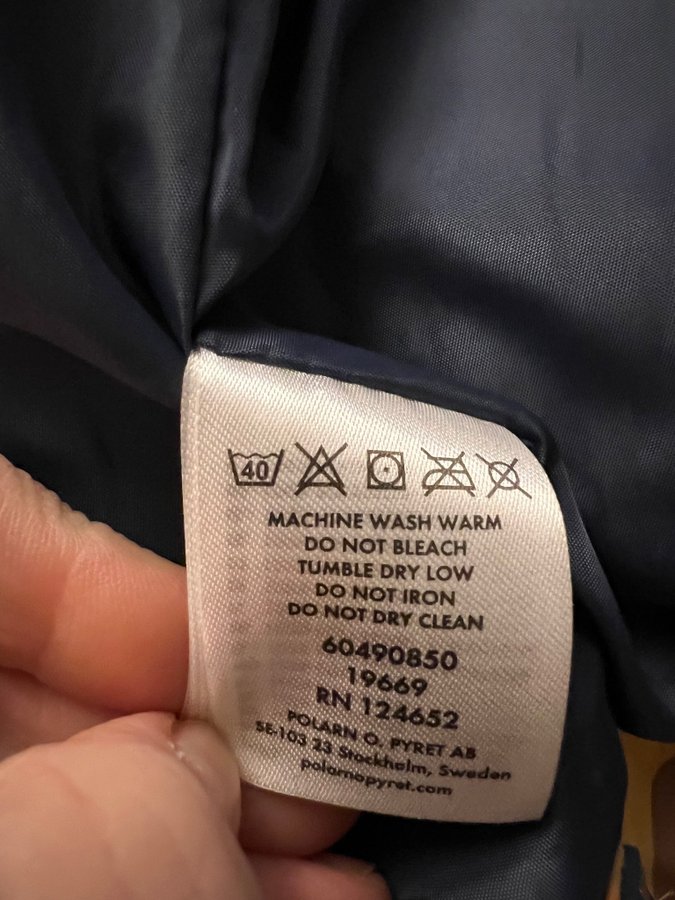 40
MACHINE WASH WARM
DO NOT BLEACH
TUMBLE DRY LOW
DO NOT IRON
DO NOT DRY CLEAN
60490850
19669
RN 124652
POLARN O. PYRET AB
SE-103 23 Stockholm, Sweden
polarnopyret.com